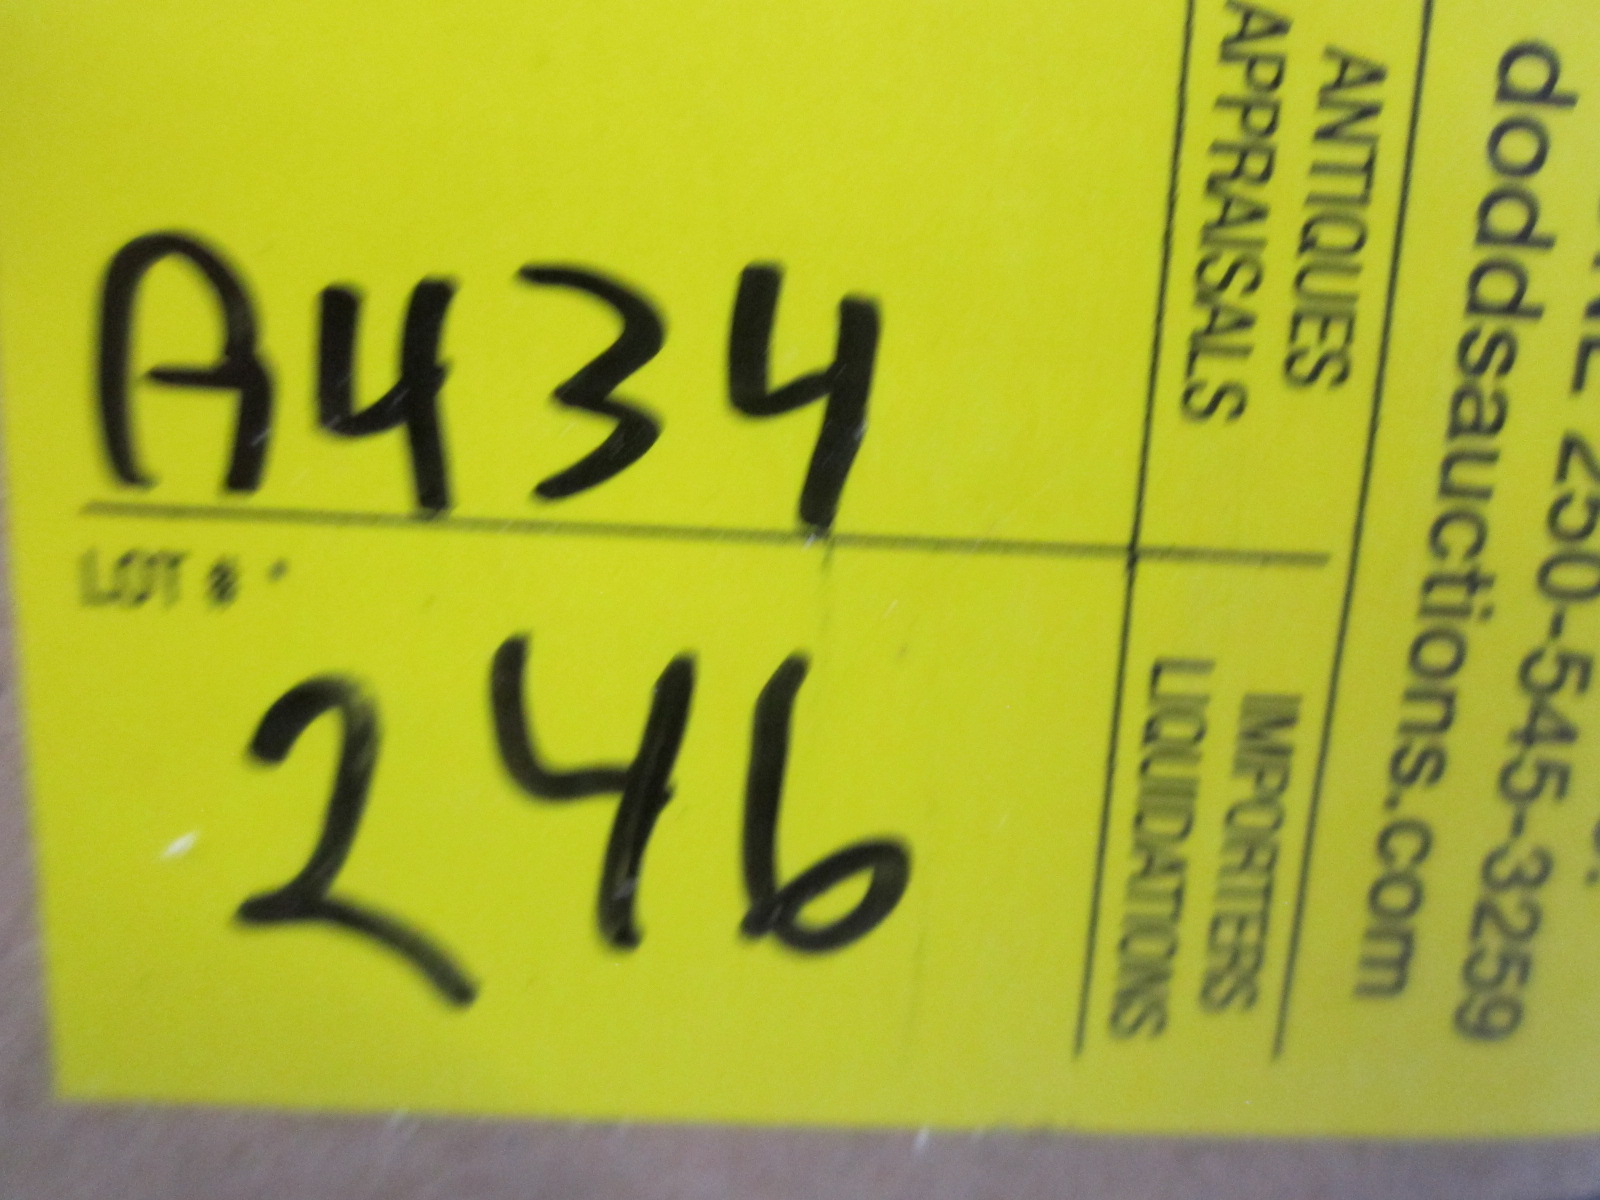 A434
LOT #
246
ANTIQUES
APPRAISALS
IMPORTERS
LIQUIDATIONS
doddsauctions.com
250-545-3259